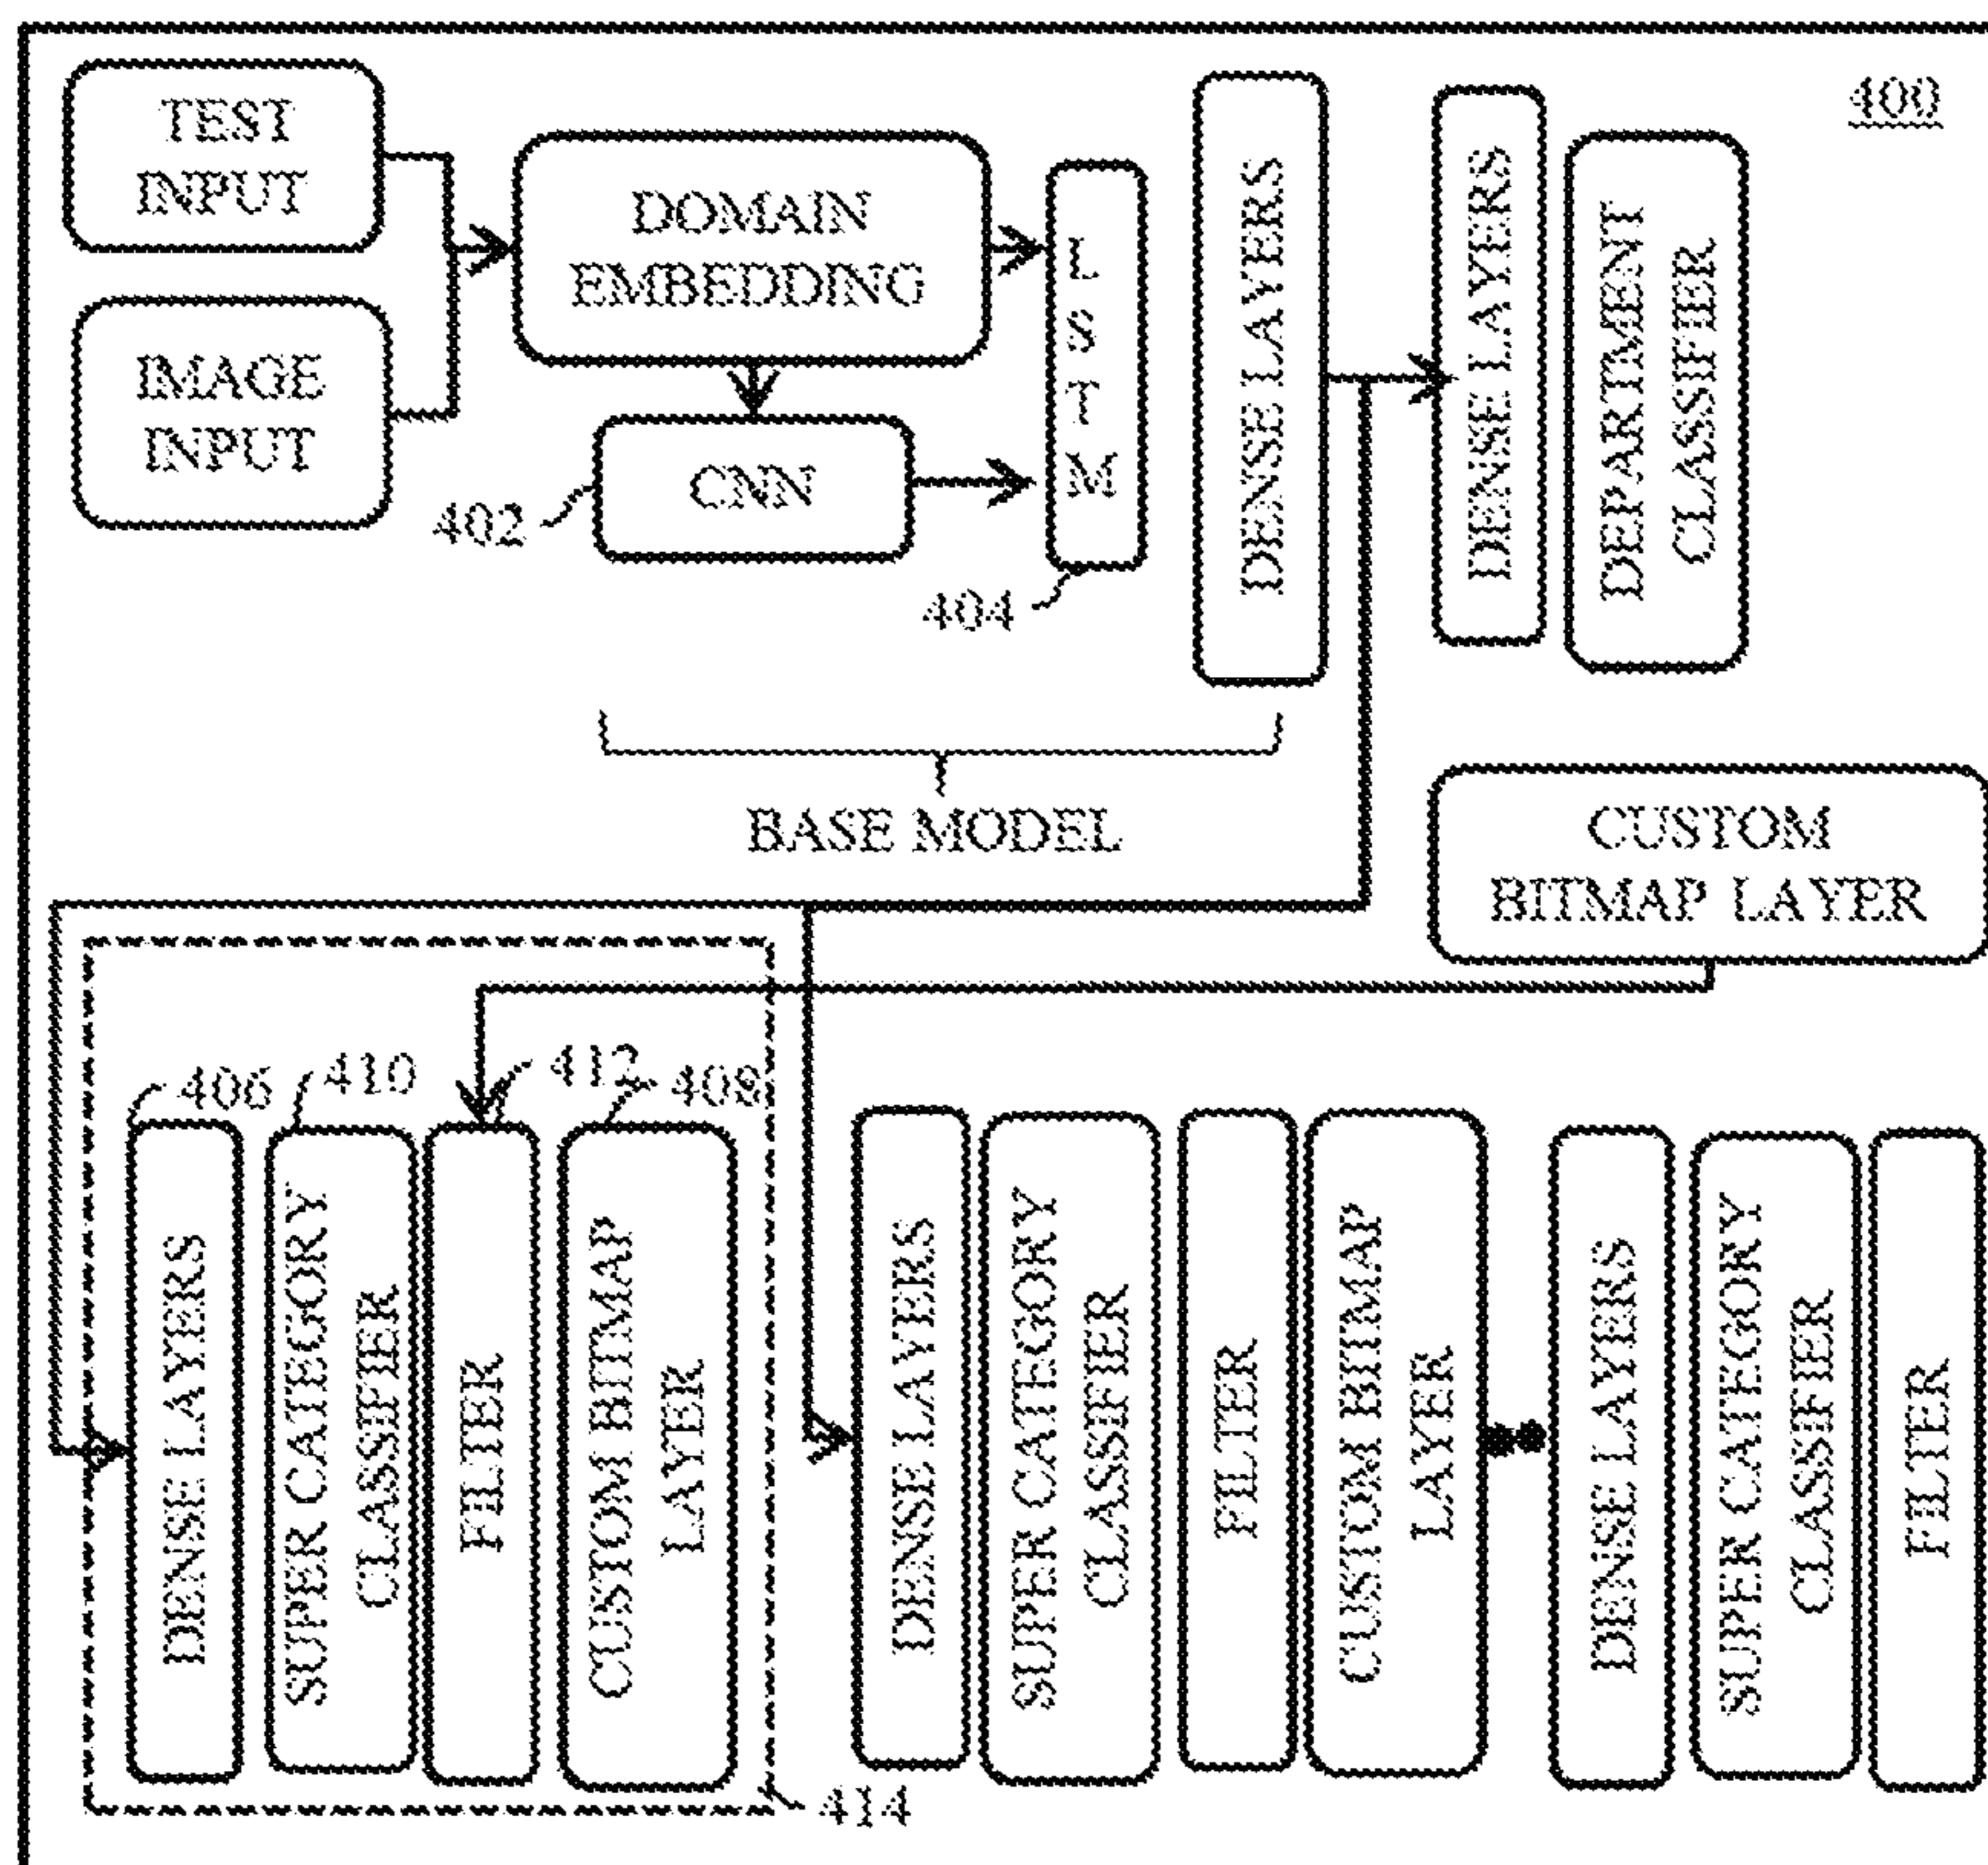 400
TEST
INPUT
IMAGE
INPUT
DOMAIN
EMBEDDING
CNN
402
LSTM
404
DENSE LAYERS
DENSE LAYERS
DEPARTMENT
CLASSIFIER
BASE MODEL
CUSTOM
BITMAP LAYER
406
410
412
408
DENSE LAYERS
SUPER CATEGORY
CLASSIFIER
FILTER
CUSTOM BITMAP
LAYER
414
DENSE LAYERS
SUPER CATEGORY
CLASSIFIER
FILTER
CUSTOM BITMAP
LAYER
DENSE LAYERS
SUPER CATEGORY
CLASSIFIER
FILTER